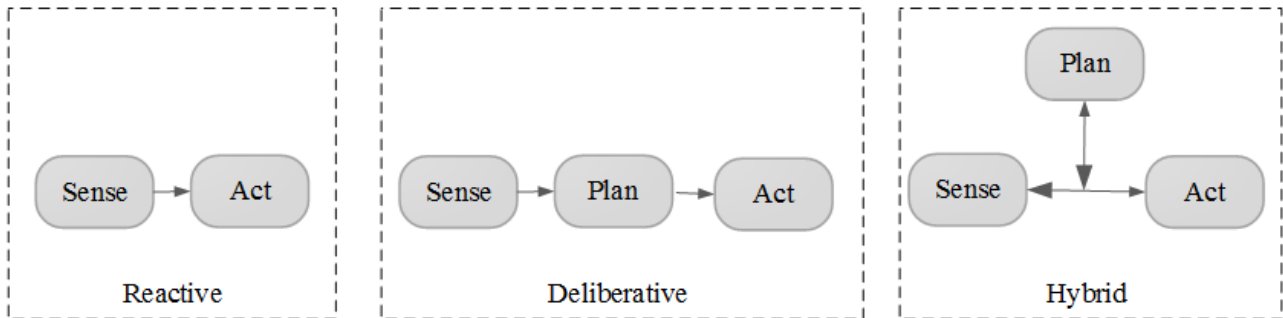 Sense
Act
Reactive
Sense
Plan
Act
Deliberative
Plan
Sense
Act
Hybrid